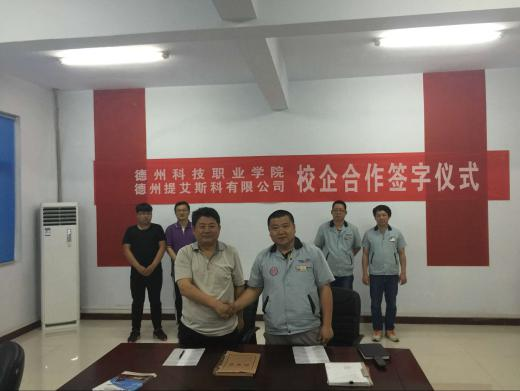 德州科技职业学院
德州提艾斯科有限公司
校企合作签字仪式